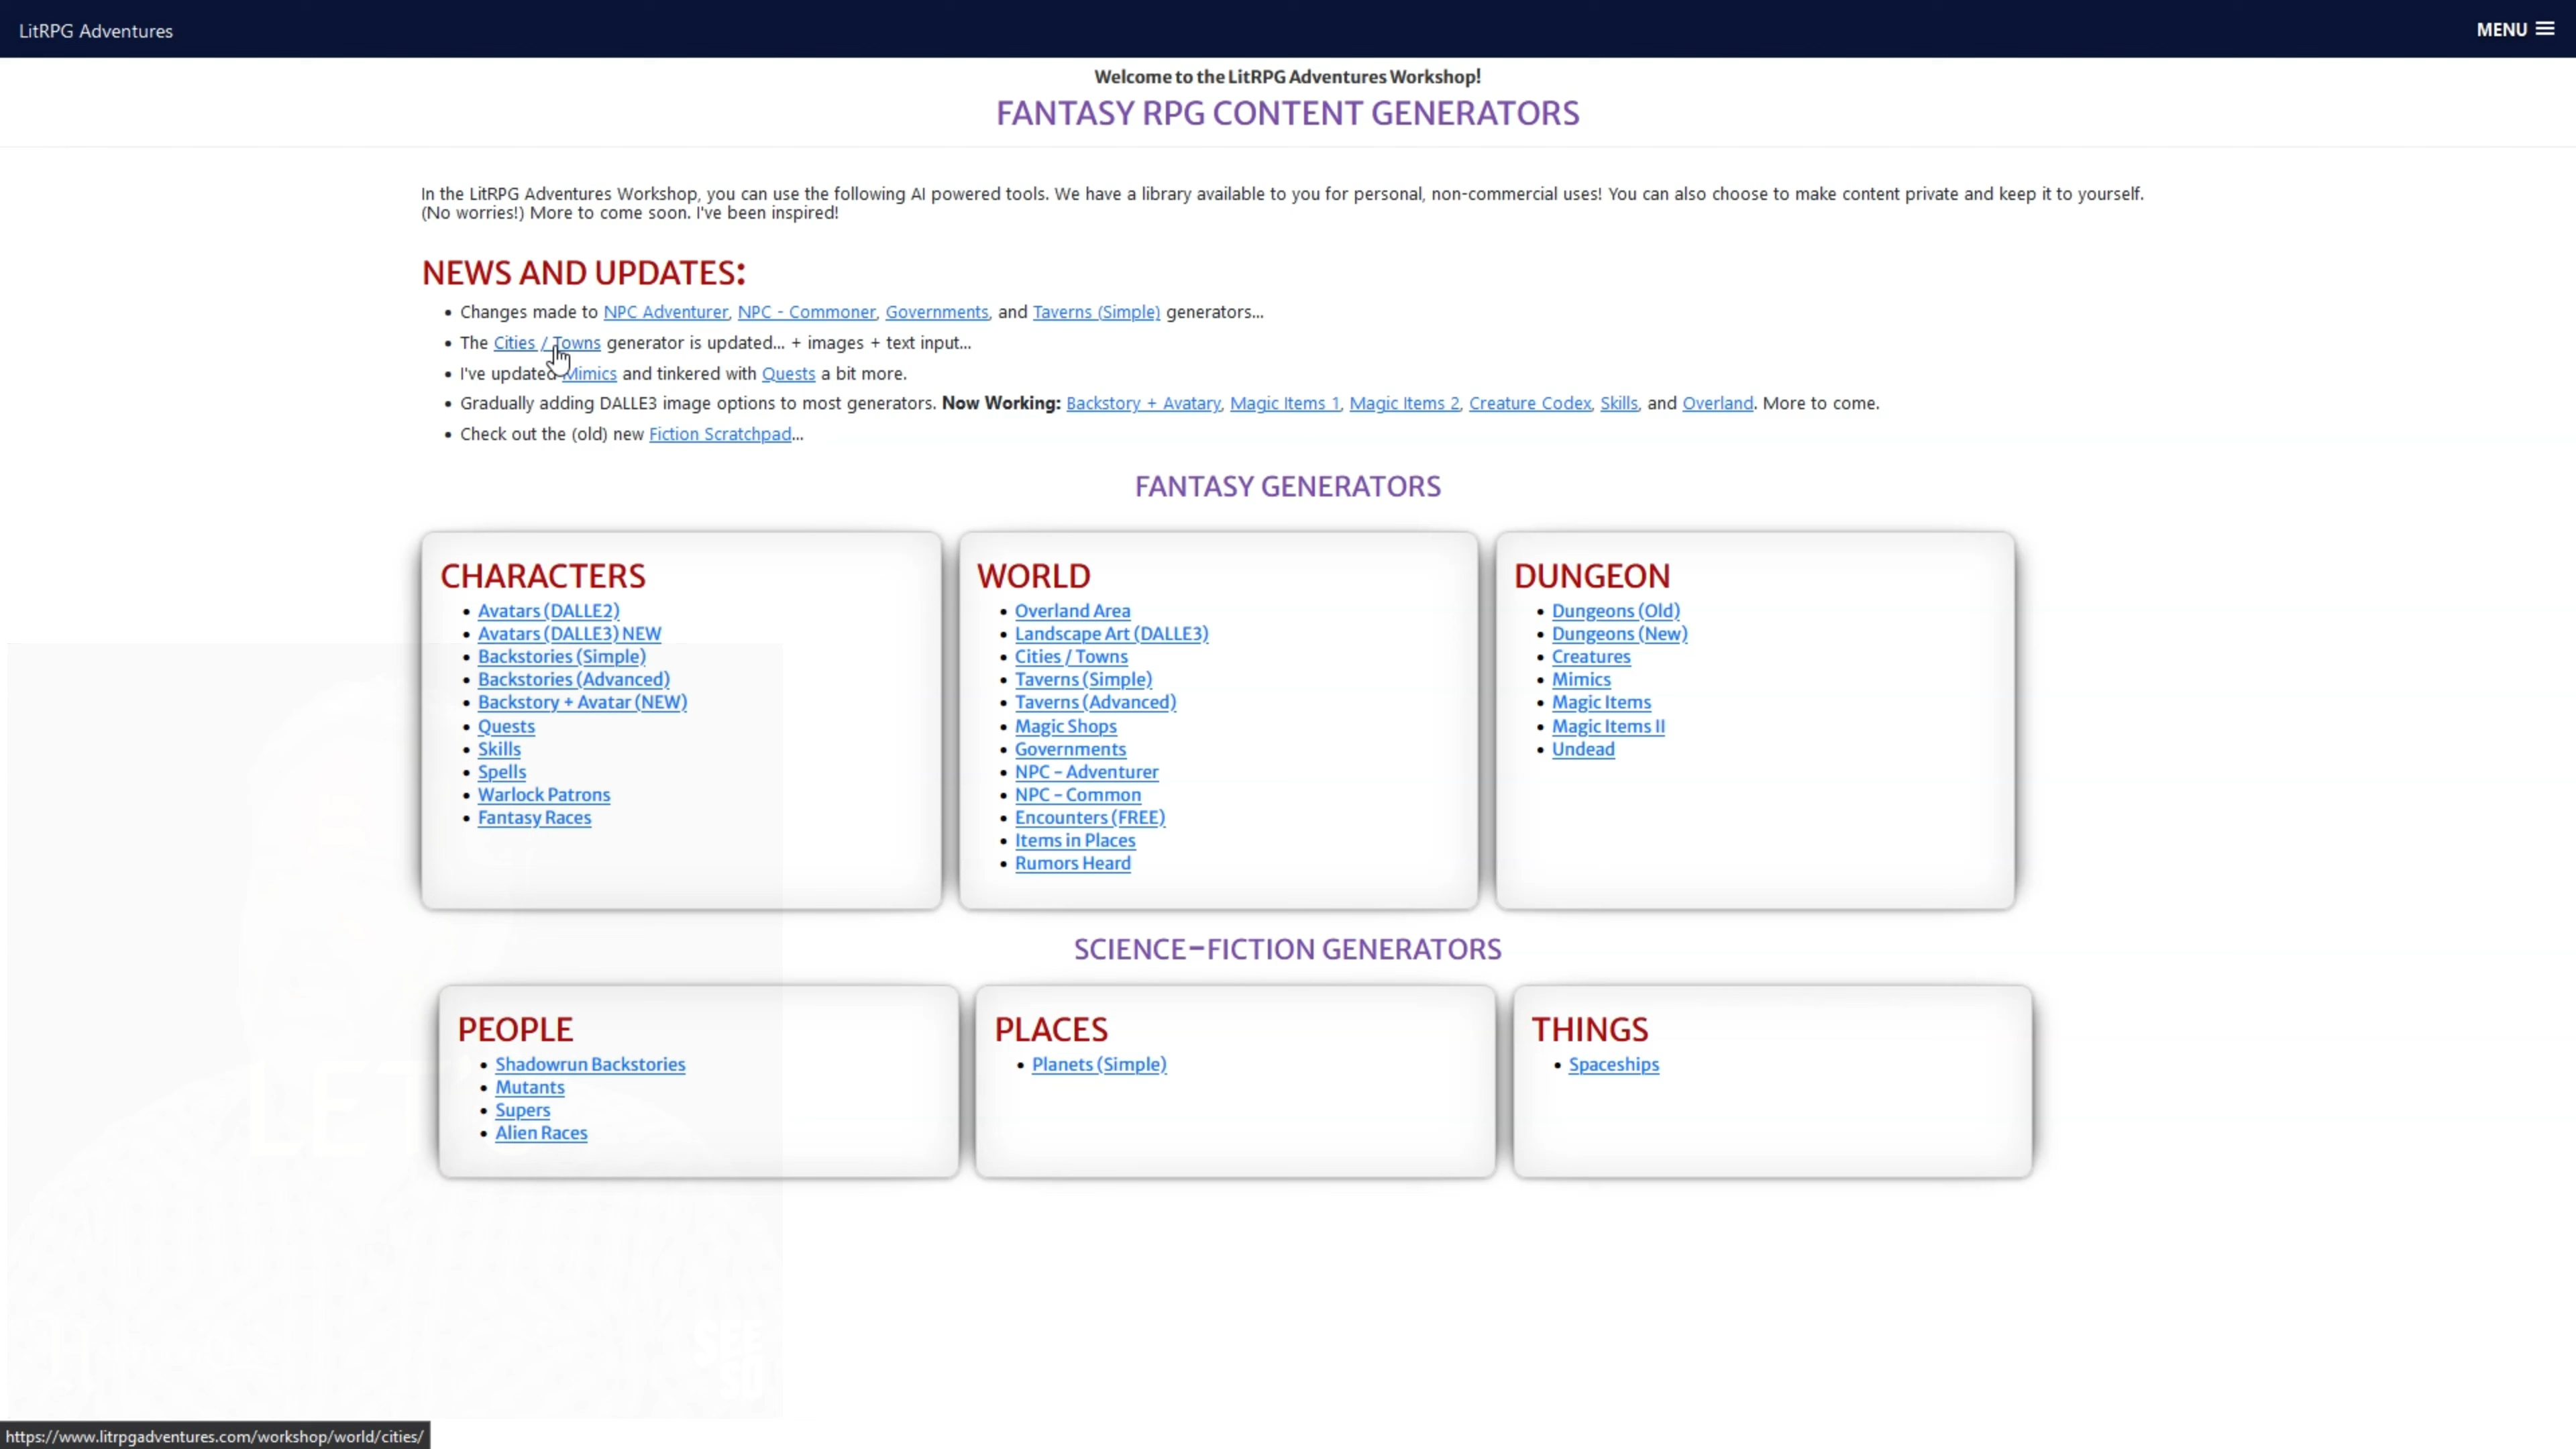 LitRPG Adventures
MENU
Welcome to the LitRPG Adventures Workshop!
FANTASY RPG CONTENT GENERATORS
In the LitRPG Adventures Workshop, you can use the following AI powered tools. We have a library available to you for personal, non-commercial uses! You can also choose to make content private and keep it to yourself.
(No worries!) More to come soon. I've been inspired!
NEWS AND UPDATES:
• Changes made to NPC Adventurer, NPC - Commoner, Governments, and Taverns (Simple) generators...
• The Cities / Towns generator is updated... + images + text input...
• I've updated Mimics and tinkered with Quests a bit more.
• Gradually adding DALLE3 image options to most generators. Now Working: Backstory + Avatary, Magic Items 1, Magic Items 2, Creature Codex, Skills, and Overland. More to come.
• Check out the (old) new Fiction Scratchpad...
FANTASY GENERATORS
CHARACTERS
• Avatars (DALLE2)
• Avatars (DALLE3) NEW
• Backstories (Simple)
• Backstories (Advanced)
• Backstory + Avatar (NEW)
• Quests
• Skills
• Spells
• Warlock Patrons
• Fantasy Races
WORLD
• Overland Area
• Landscape Art (DALLE3)
• Cities / Towns
• Taverns (Simple)
• Taverns (Advanced)
• Magic Shops
• Governments
• NPC – Adventurer
• NPC – Common
• Encounters (FREE)
• Items in Places
• Rumors Heard
DUNGEON
• Dungeons (Old)
• Dungeons (New)
• Creatures
• Mimics
• Magic Items
• Magic Items II
• Undead
SCIENCE-FICTION GENERATORS
PEOPLE
• Shadowrun Backstories
• Mutants
• Supers
• Alien Races
PLACES
• Planets (Simple)
THINGS
• Spaceships
https://www.litrpgadventures.com/workshop/world/cities/